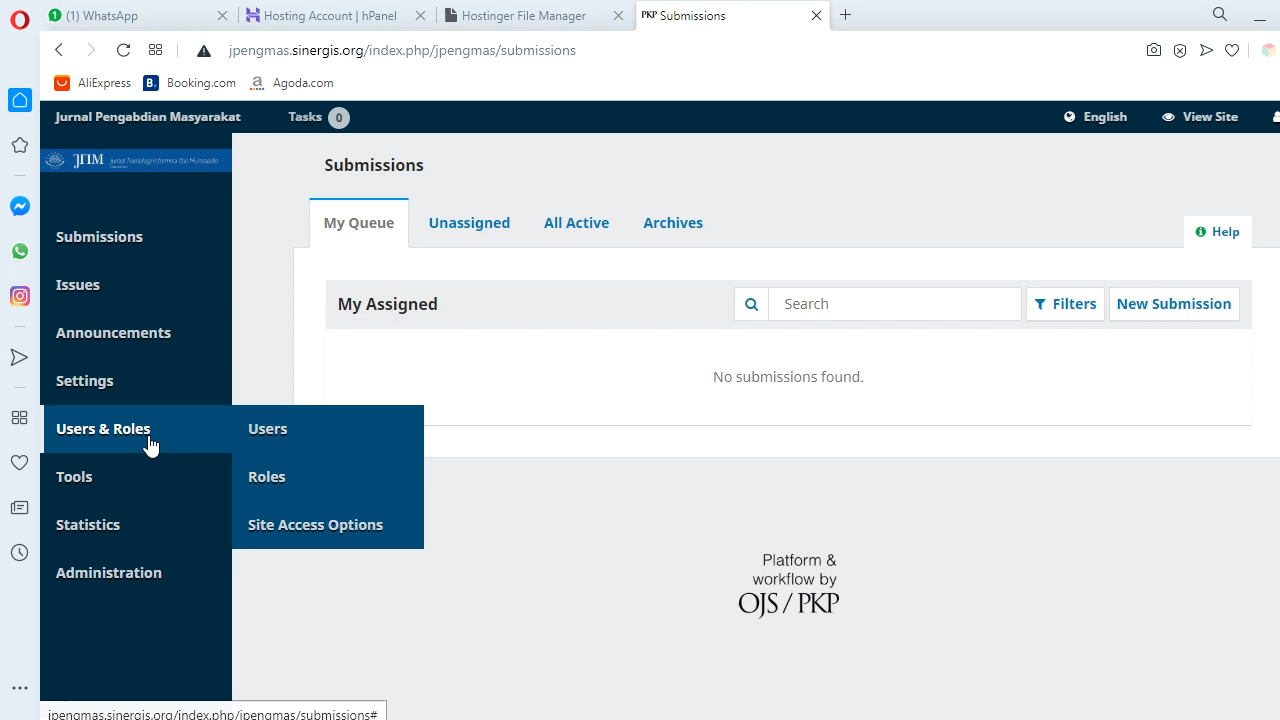 (1) WhatsApp
Hosting Account | hPanel
Hostinger File Manager
PKP Submissions
jpengmas.sinergis.org/index.php/jpengmas/submissions
AliExpress
B. Booking.com
a Agoda.com
Jurnal Pengabdian Masyarakat
Tasks 0
English
View Site
JTIM Jurnal Teknologi Informasi dan Multimedia
Submissions
My Queue
Unassigned
All Active
Archives
Help
Submissions
Issues
Announcements
Settings
Users & Roles
Tools
Statistics
Administration
Users
Roles
Site Access Options
My Assigned
Search
Filters
New Submission
No submissions found.
Platform &
workflow by
OJS / PKP
jpengmas.sinergis.org/index.php/jpengmas/submissions#